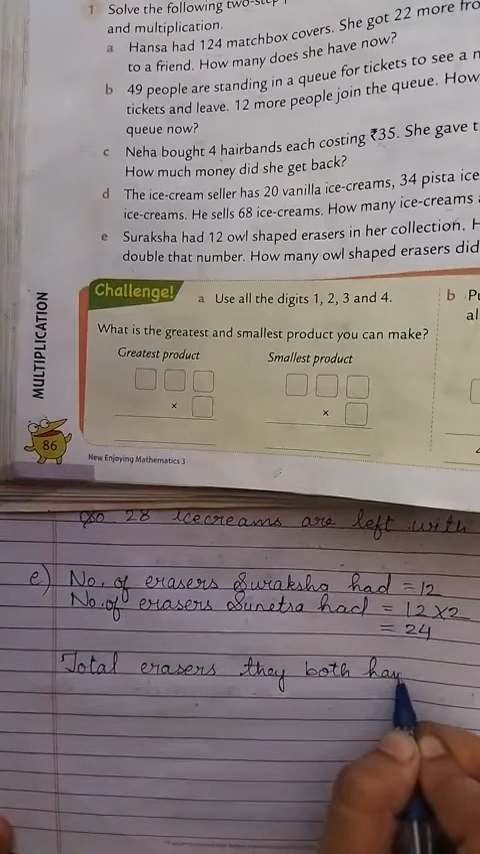 1 Solve the following two-step
and multiplication.
a Hansa had 124 matchbox covers. She got 22 more
to a friend. How many does she have now?
b 49 people are standing in a queue for tickets to see a
tickets and leave. 12 more people join the queue. How
queue now?
c Neha bought 4 hairbands each costing ₹35. She gave
How much money did she get back?
d The ice-cream seller has 20 vanilla ice-creams, 34 pista ice
ice-creams. He sells 68 ice-creams. How many ice-creams
e Suraksha had 12 owl shaped erasers in her collection.
double that number. How many owl shaped erasers did
Challenge! a Use all the digits 1, 2, 3 and 4.
What is the greatest and smallest product you can make?
Greatest product
×
Smallest product
×
b
al
MULTIPLICATION
86
New Enjoying Mathematics 3
28 icecreams are left with
e) No. of erasers Suraksha had = 12
No. of erasers Sunetra had = 12 x 2
= 24
Total erasers they both hav